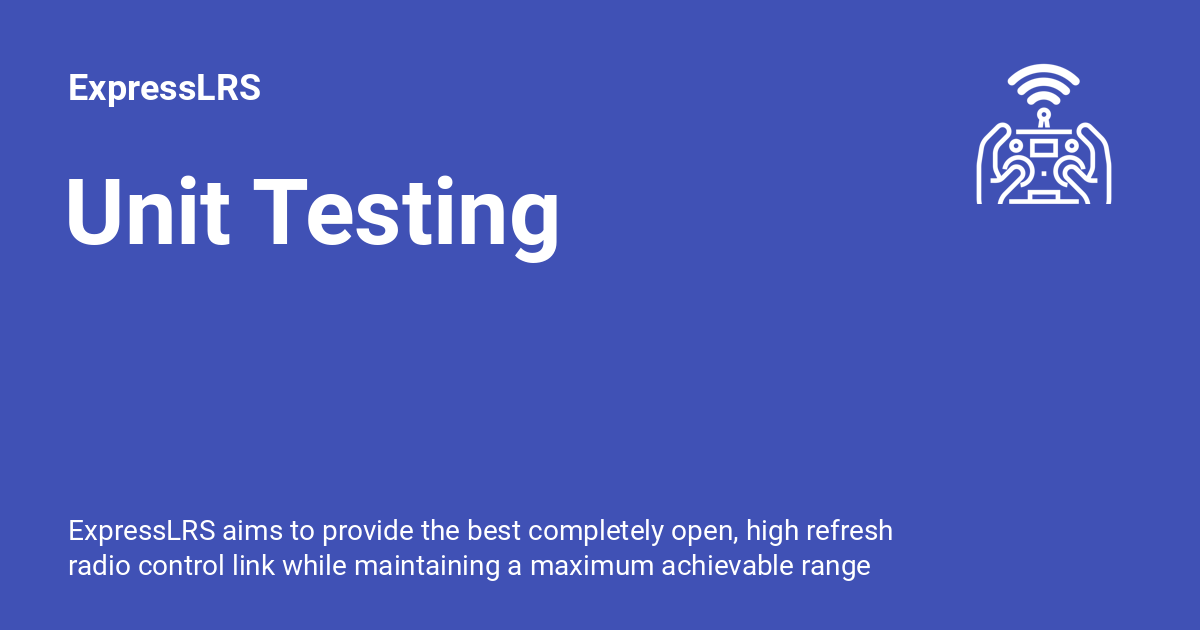 ExpressLRS
Unit Testing
ExpressLRS aims to provide the best completely open, high refresh
radio control link while maintaining a maximum achievable range